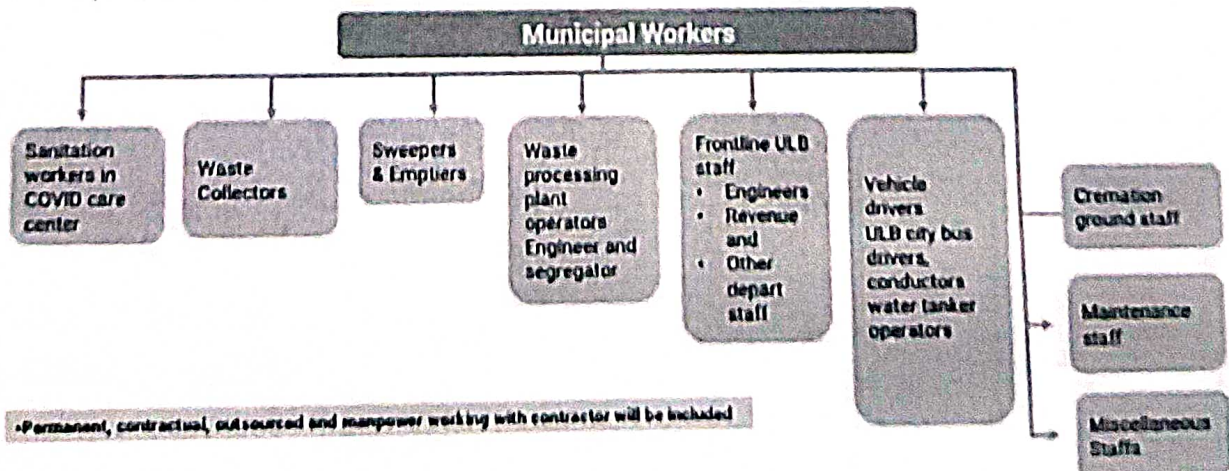 Municipal Workers
Sanitation
workers in
COVID care
center
Waste
Collectors
Sweepers
& Emptiers
Waste
processing
plant
operators
Engineer and
segregator
Frontline ULB
staff
• Engineers
• Revenue
and
• Other
depart
staff
Vehicle
drivers
ULB city bus
drivers,
conductors
water tanker
operators
Cremation
ground staff
Maintenance
staff
Miscellaneous
Staffa
•Permanent, contractual, outsourced and manpower working with contractor will be included